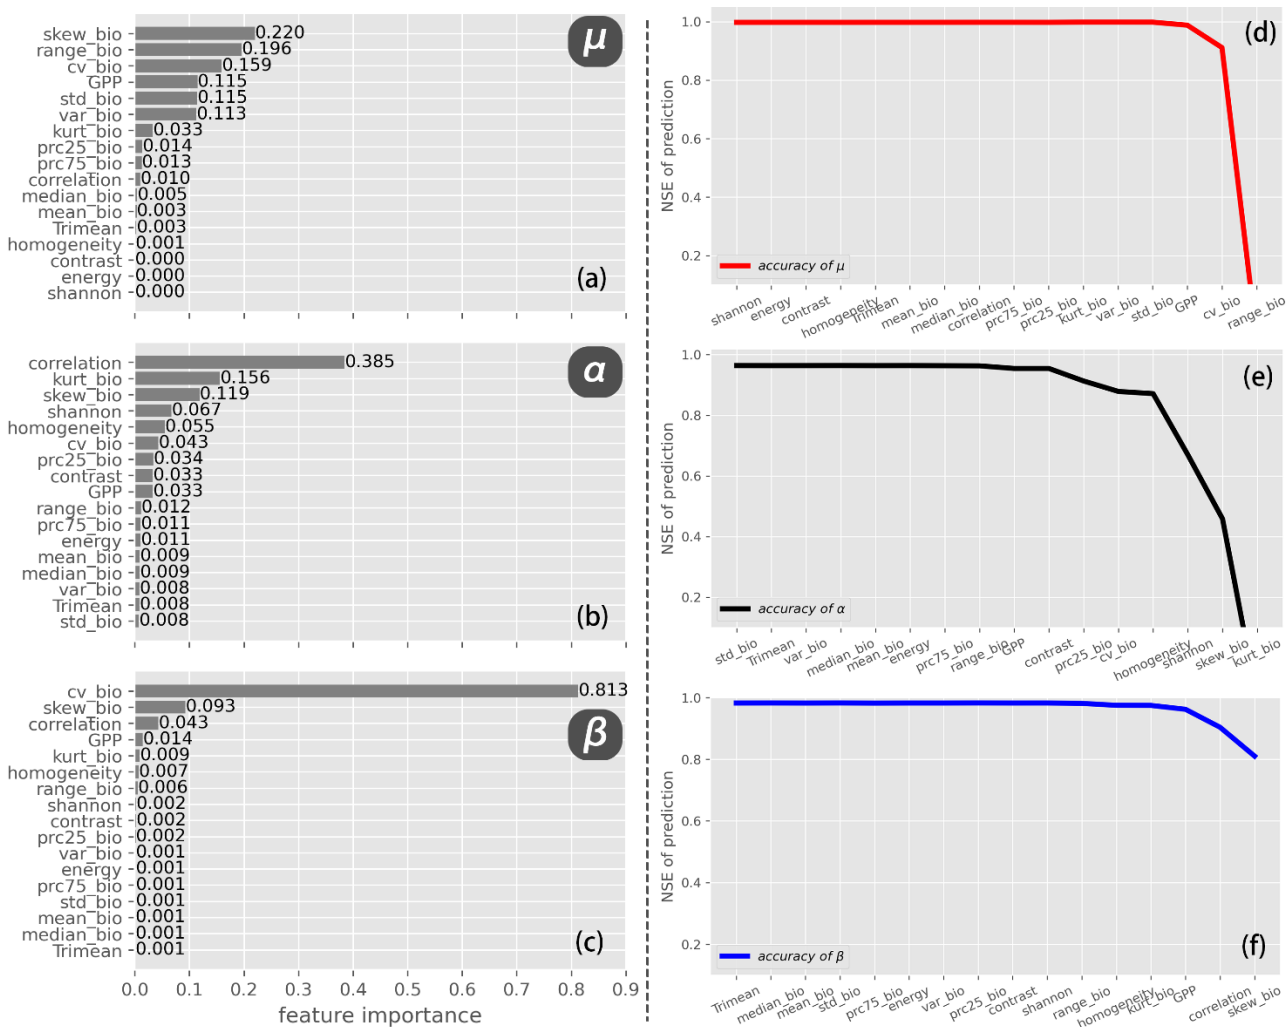 skew_bio 0.220
range_bio 0.196
cv_bio 0.159
GPP 0.115
std_bio 0.115
var_bio 0.113
kurt_bio 0.033
prc25_bio 0.014
prc75_bio 0.013
correlation 0.010
median_bio 0.005
mean_bio 0.003
Trimean 0.003
homogeneity 0.001
contrast 0.000
energy 0.000
shannon 0.000
μ
(a)
correlation 0.385
kurt_bio 0.156
skew_bio 0.119
shannon 0.067
homogeneity 0.055
cv_bio 0.043
prc25_bio 0.034
contrast 0.033
GPP 0.033
range_bio 0.012
prc75_bio 0.011
energy 0.011
mean_bio 0.009
median_bio 0.009
var_bio 0.008
Trimean 0.008
std_bio 0.008
α
(b)
cv_bio 0.813
skew_bio 0.093
correlation 0.043
GPP 0.014
kurt_bio 0.009
homogeneity 0.007
range_bio 0.006
shannon 0.002
contrast 0.002
prc25_bio 0.002
var_bio 0.001
energy 0.001
prc75_bio 0.001
std_bio 0.001
mean_bio 0.001
median_bio 0.001
Trimean 0.001
β
(c)
0.0 0.1 0.2 0.3 0.4 0.5 0.6 0.7 0.8 0.9
feature importance
(d)
1.0
0.8
0.6
0.4
0.2
NSE of prediction
accuracy of μ
shannon energy contrast homogeneity Trimean mean_bio median_bio correlation prc75_bio prc25_bio kurt_bio var_bio std_bio GPP cv_bio range_bio
(e)
1.0
0.8
0.6
0.4
0.2
NSE of prediction
accuracy of α
std_bio Trimean var_bio median_bio mean_bio energy prc75_bio range_bio GPP contrast prc25_bio cv_bio homogeneity shannon skew_bio kurt_bio
(f)
1.0
0.8
0.6
0.4
0.2
NSE of prediction
accuracy of β
Trimean median_bio mean_bio std_bio prc75_bio energy var_bio prc25_bio contrast shannon range_bio homogeneity kurt_bio GPP correlation skew_bio